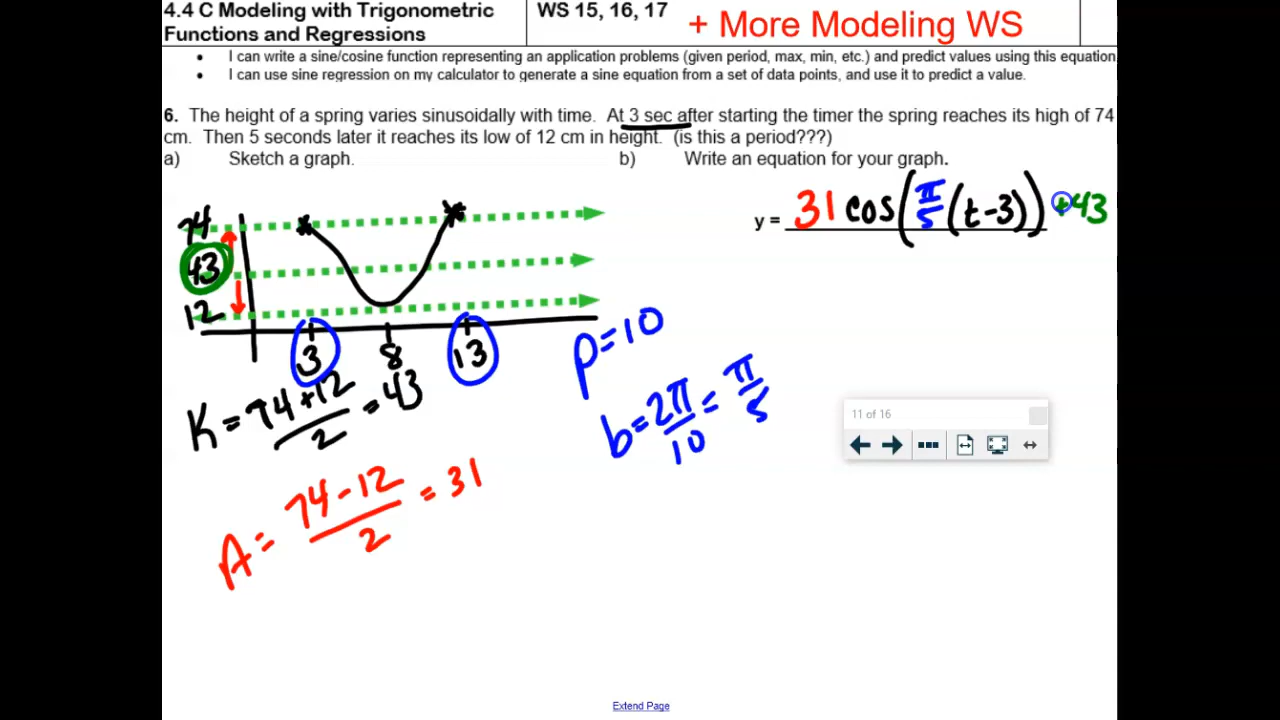 4.4 C Modeling with Trigonometric
Functions and Regressions
WS 15, 16, 17
+ More Modeling WS
• I can write a sine/cosine function representing an application problems (given period, max, min, etc.) and predict values using this equation
• I can use sine regression on my calculator to generate a sine equation from a set of data points, and use it to predict a value.
6. The height of a spring varies sinusoidally with time. At 3 sec after starting the timer the spring reaches its high of 74
cm. Then 5 seconds later it reaches its low of 12 cm in height. (is this a period???)
a) Sketch a graph. b) Write an equation for your graph.
y = 31 cos(π/5 (t-3)) +43
74
43
12
3 8 13
p=10
b=2π/10=π/5
K=74+12/2=43
A=74-12/2=31
11 of 16
Extend Page